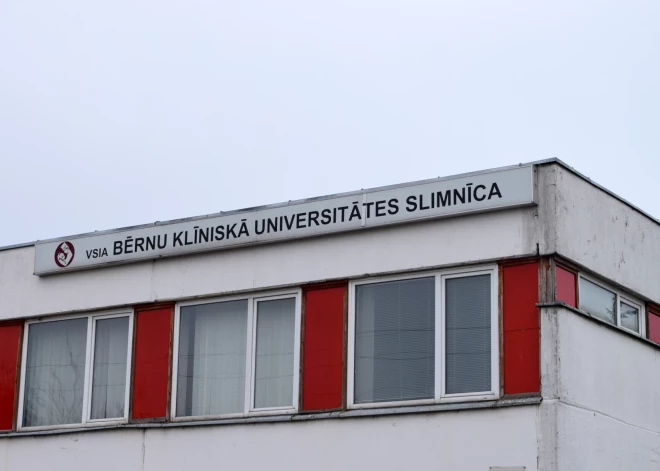 VSIA BĒRNU KLĪNISKĀ UNIVERSITĀTES SLIMNĪCA